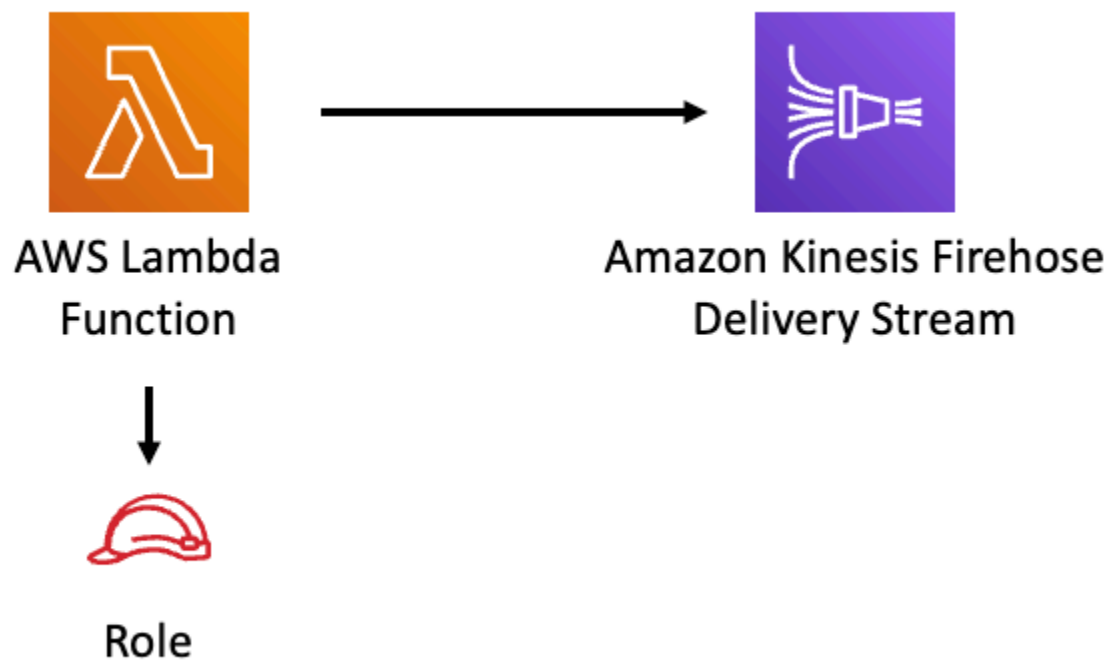 AWS Lambda
Function
Amazon Kinesis Firehose
Delivery Stream
Role